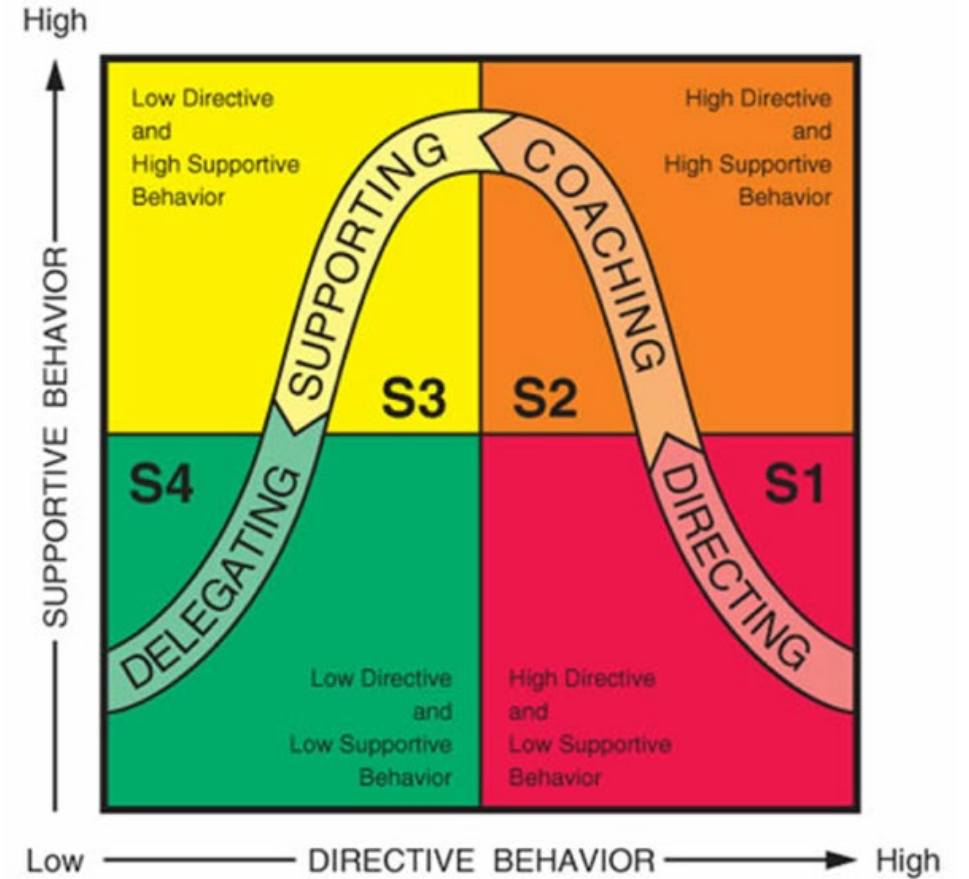 High
SUPPORTIVE BEHAVIOR
Low Directive
and
High Supportive
Behavior
High Directive
and
High Supportive
Behavior
SUPPORTING
COACHING
S3
S2
S4
S1
DELEGATING
DIRECTING
Low Directive
and
Low Supportive
Behavior
High Directive
and
Low Supportive
Behavior
Low
DIRECTIVE BEHAVIOR
High